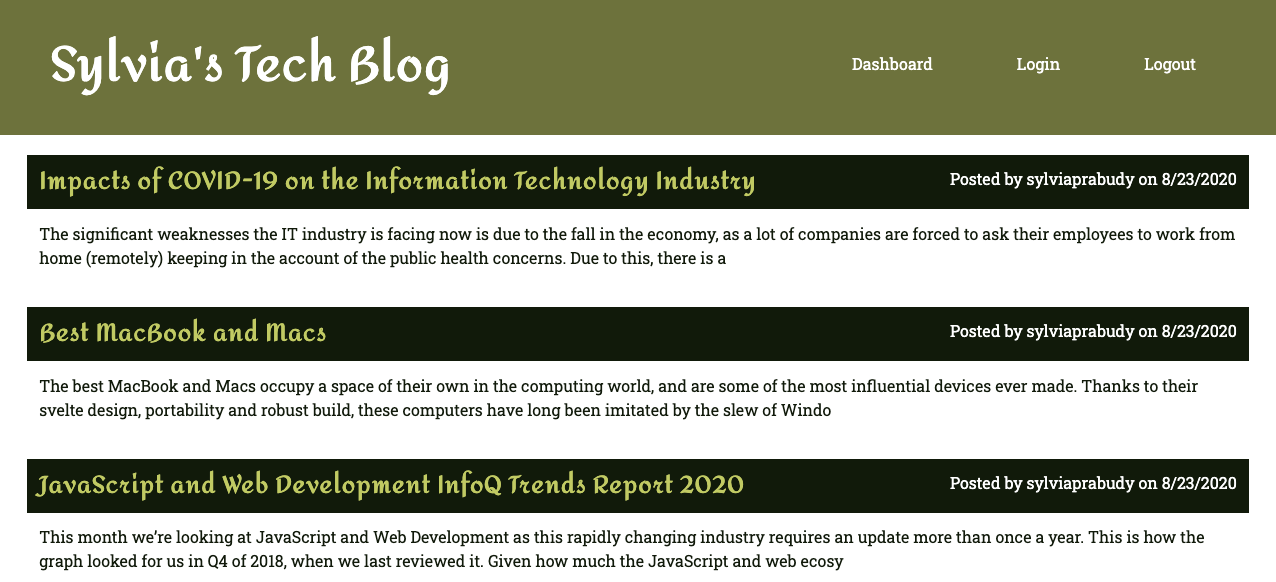 Sylvia's Tech Blog
Dashboard Login Logout
Impacts of COVID-19 on the Information Technology Industry
Posted by sylviaprabudy on 8/23/2020
The significant weaknesses the IT industry is facing now is due to the fall in the economy, as a lot of companies are forced to ask their employees to work from
home (remotely) keeping in the account of the public health concerns. Due to this, there is a
Best MacBook and Macs
Posted by sylviaprabudy on 8/23/2020
The best MacBook and Macs occupy a space of their own in the computing world, and are some of the most influential devices ever made. Thanks to their
svelte design, portability and robust build, these computers have long been imitated by the slew of Windo
JavaScript and Web Development InfoQ Trends Report 2020
Posted by sylviaprabudy on 8/23/2020
This month we’re looking at JavaScript and Web Development as this rapidly changing industry requires an update more than once a year. This is how the
graph looked for us in Q4 of 2018, when we last reviewed it. Given how much the JavaScript and web ecosy